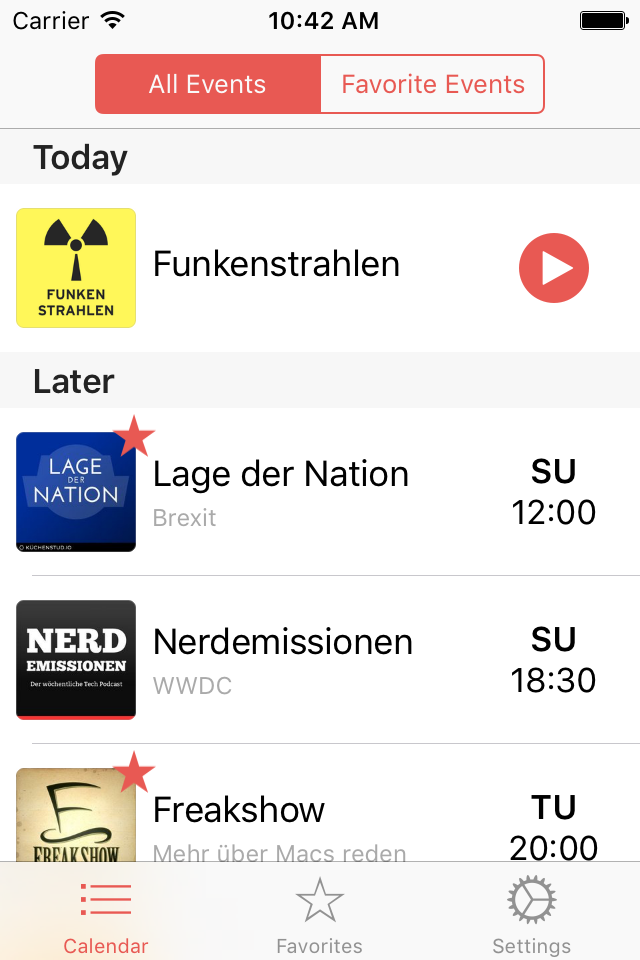 Carrier 10:42 AM
All Events Favorite Events
Today
FUNKEN
STRAHLEN
Funkenstrahlen
Later
LAGE
DER
NATION
KÜCHENSTUD.IO
Lage der Nation
Brexit
SU
12:00
NERD
EMISSIONEN
Der wöchentliche Tech Podcast
Nerdemissionen
WWDC
SU
18:30
FREAKSHOW
Freakshow
Mehr über Macs reden
TU
20:00
Calendar Favorites Settings